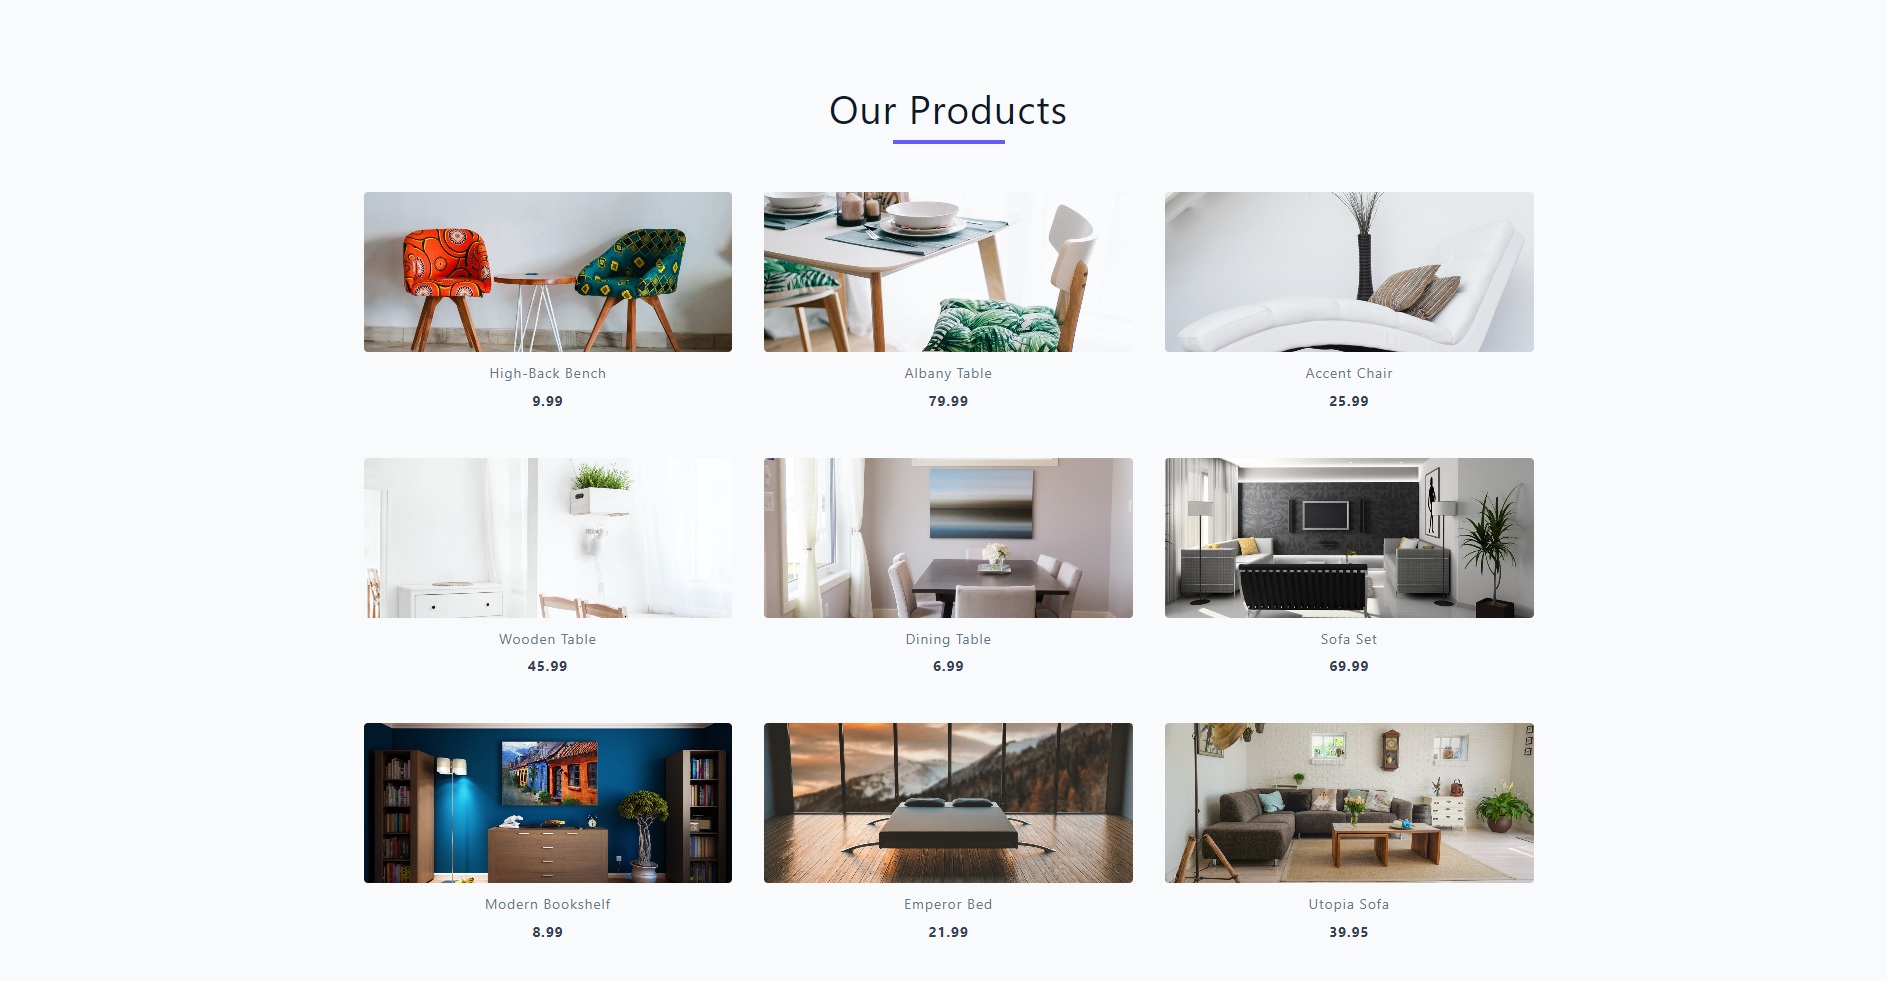 Our Products
High-Back Bench
9.99
Albany Table
79.99
Accent Chair
25.99
Wooden Table
45.99
Dining Table
6.99
Sofa Set
69.99
Modern Bookshelf
8.99
Emperor Bed
21.99
Utopia Sofa
39.95